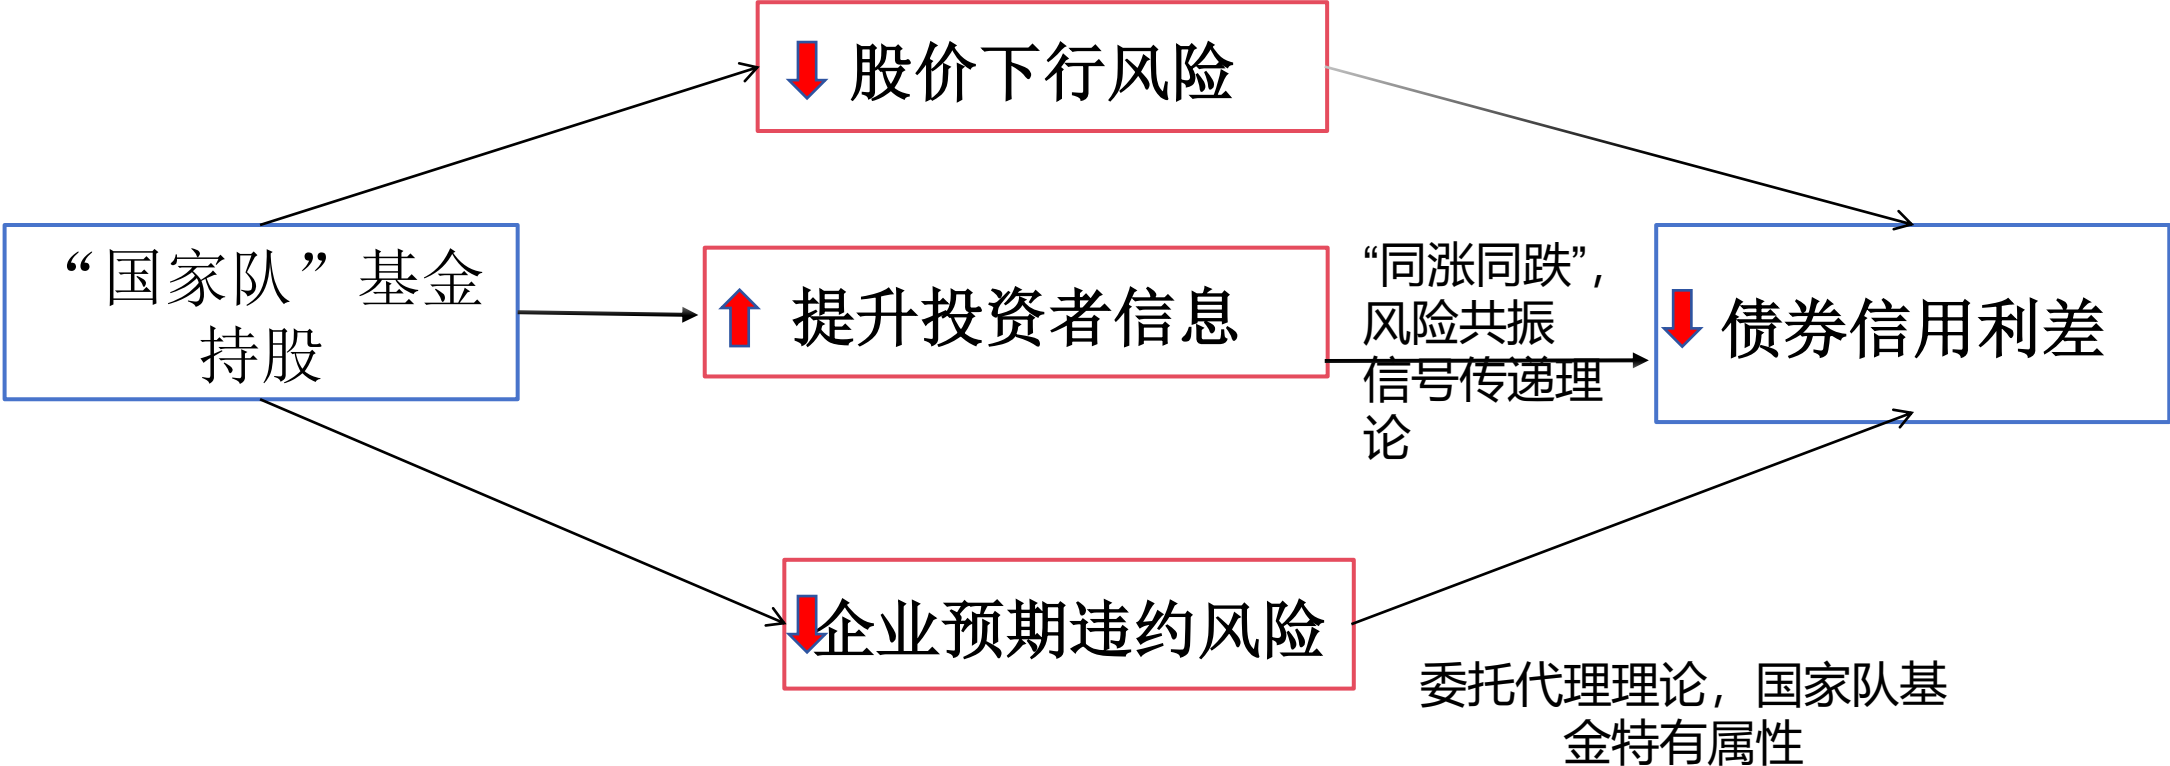 股价下行风险
“国家队”基金
持股
提升投资者信息
“同涨同跌”，
风险共振
信号传递理
论
债券信用利差
企业预期违约风险
委托代理理论，国家队基
金特有属性